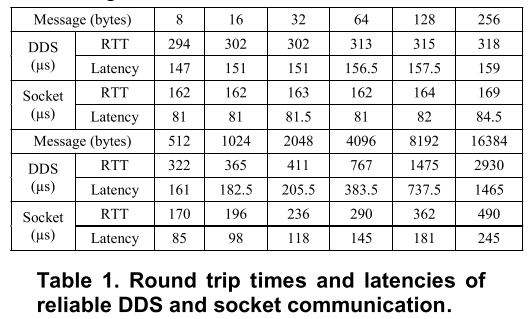 Message (bytes) 8 16 32 64 128 256
DDS (µs) RTT 294 302 302 313 315 318
Latency 147 151 151 156.5 157.5 159
Socket (µs) RTT 162 162 163 162 164 169
Latency 81 81 81.5 81 82 84.5
Message (bytes) 512 1024 2048 4096 8192 16384
DDS (µs) RTT 322 365 411 767 1475 2930
Latency 161 182.5 205.5 383.5 737.5 1465
Socket (µs) RTT 170 196 236 290 362 490
Latency 85 98 118 145 181 245
Table 1. Round trip times and latencies of
reliable DDS and socket communication.